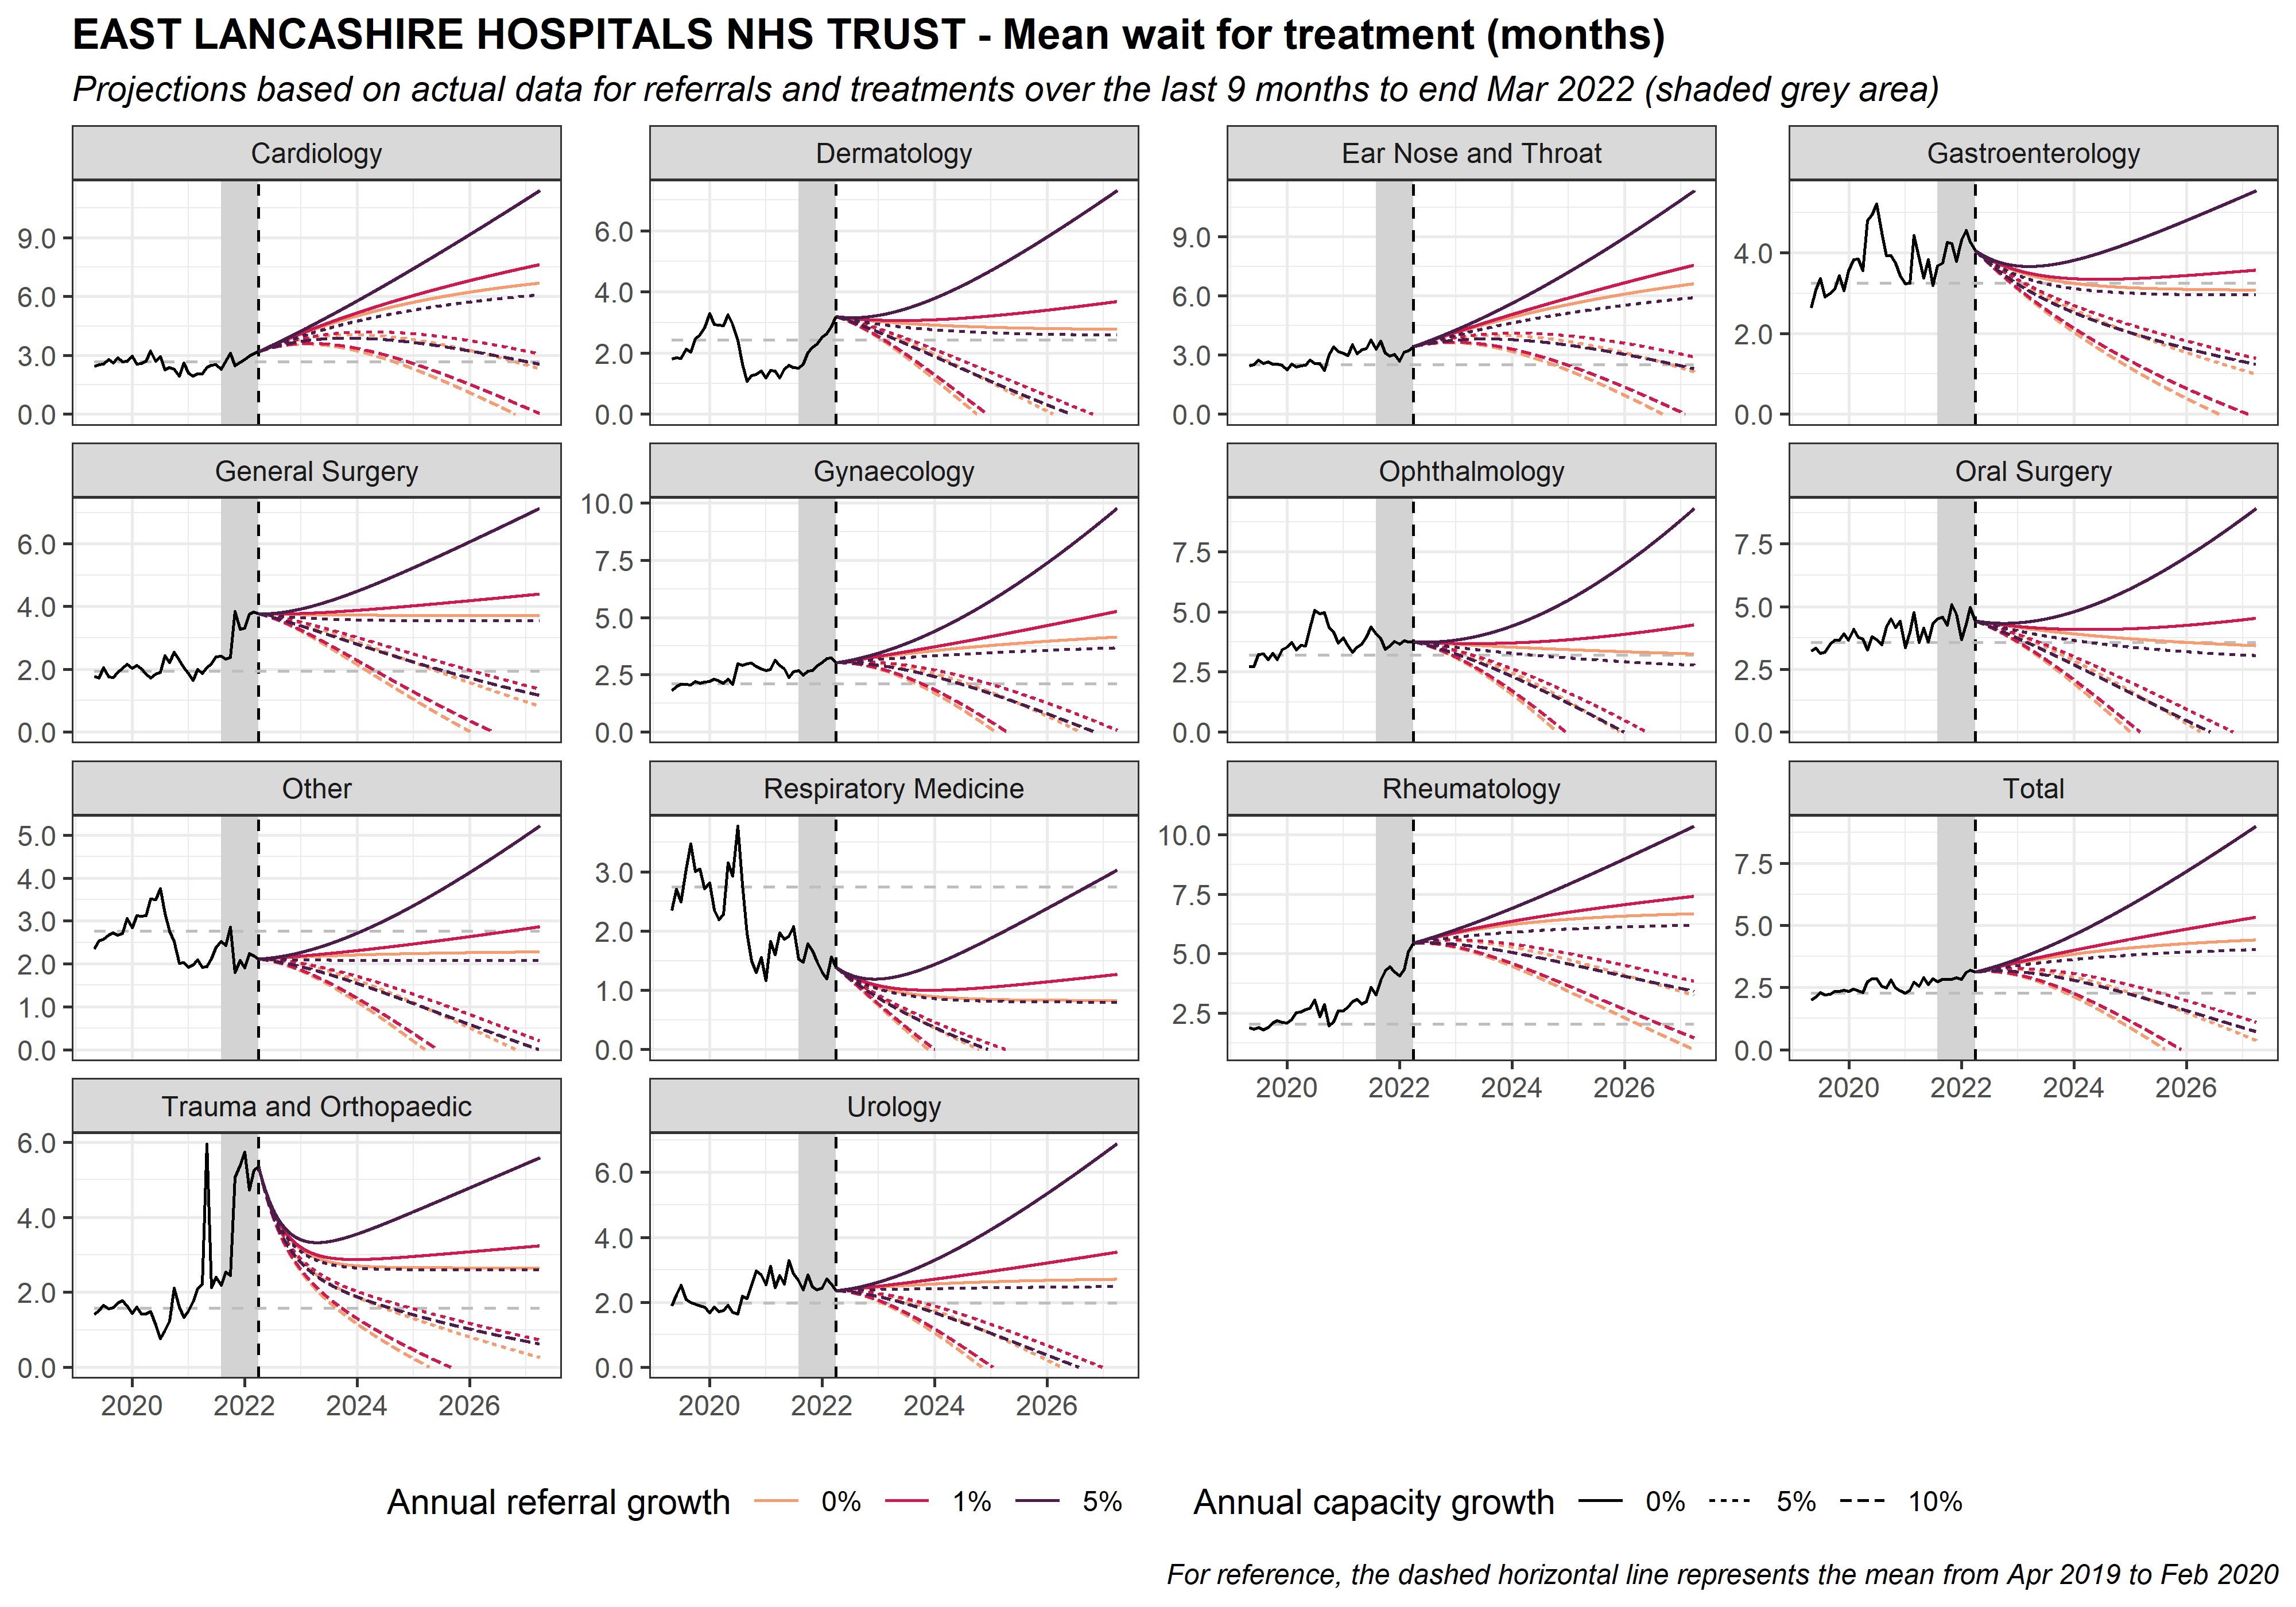 EAST LANCASHIRE HOSPITALS NHS TRUST - Mean wait for treatment (months)
Projections based on actual data for referrals and treatments over the last 9 months to end Mar 2022 (shaded grey area)
Cardiology
9.0
6.0
3.0
0.0
Dermatology
6.0
4.0
2.0
0.0
Ear Nose and Throat
9.0
6.0
3.0
0.0
Gastroenterology
4.0
2.0
0.0
General Surgery
6.0
4.0
2.0
0.0
Gynaecology
10.0
7.5
5.0
2.5
0.0
Ophthalmology
7.5
5.0
2.5
0.0
Oral Surgery
7.5
5.0
2.5
0.0
Other
5.0
4.0
3.0
2.0
1.0
0.0
Respiratory Medicine
3.0
2.0
1.0
0.0
Rheumatology
10.0
7.5
5.0
2.5
2020 2022 2024 2026
Total
7.5
5.0
2.5
0.0
2020 2022 2024 2026
Trauma and Orthopaedic
6.0
4.0
2.0
0.0
2020 2022 2024 2026
Urology
6.0
4.0
2.0
0.0
2020 2022 2024 2026
Annual referral growth 0% 1% 5% Annual capacity growth 0% 5% 10%
For reference, the dashed horizontal line represents the mean from Apr 2019 to Feb 2020